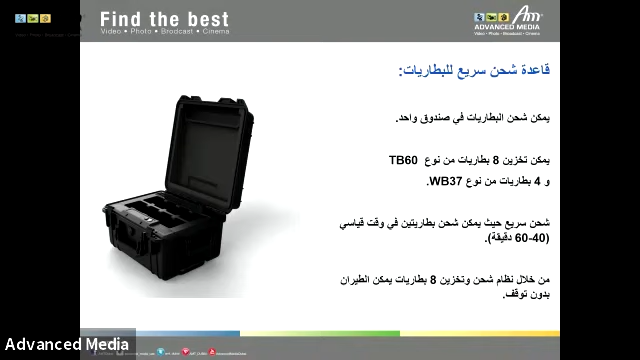 Find the best
Video • Photo • Brodcast • Cinema
Am
ADVANCED MEDIA
Video • Photo • Broadcast • Cinema
قاعدة شحن سريع للبطاريات:
يمكن شحن البطاريات في صندوق واحد.
يمكن تخزين 8 بطاريات من نوع TB60
و 4 بطاريات من نوع WB37.
شحن سريع حيث يمكن شحن بطاريتين في وقت قياسي
(40-60 دقيقة).
من خلال نظام شحن وتخزين 8 بطاريات يمكن الطيران
بدون توقف.
Advanced Media